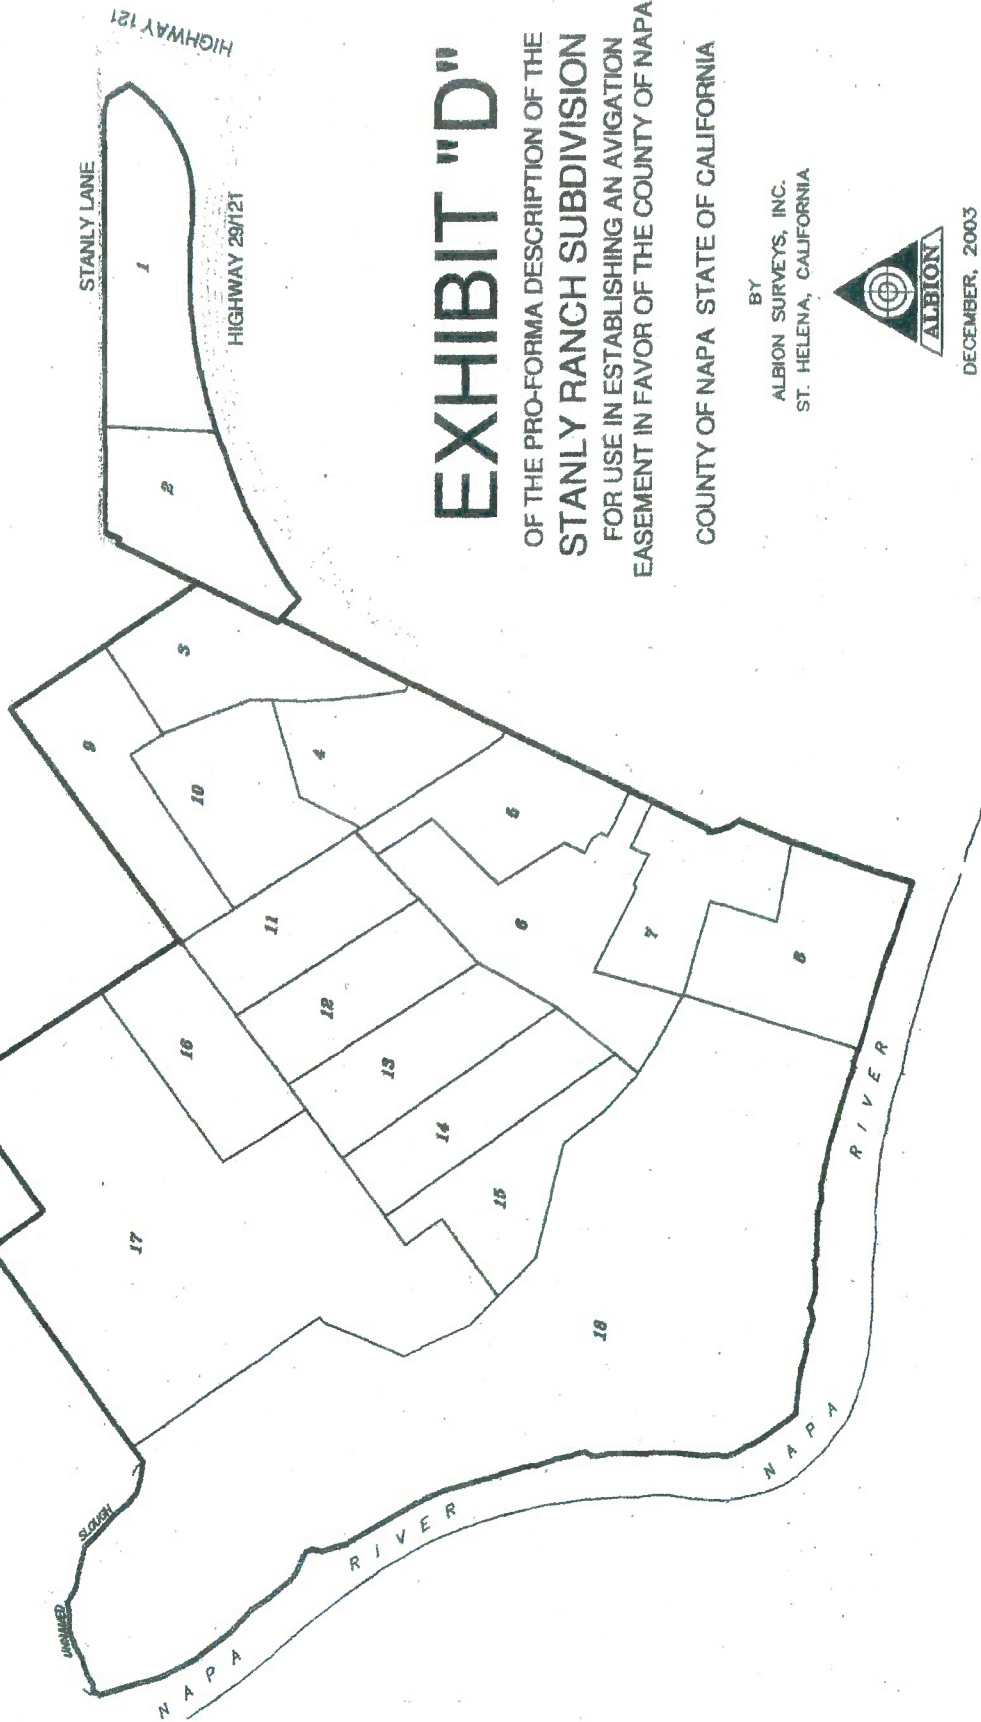 EXHIBIT "D"
OF THE PRO-FORMA DESCRIPTION OF THE
STANLY RANCH SUBDIVISION
FOR USE IN ESTABLISHING AN AVIGATION
EASEMENT IN FAVOR OF THE COUNTY OF NAPA
COUNTY OF NAPA STATE OF CALIFORNIA
BY
ALBION SURVEYS, INC.
ST. HELENA, CALIFORNIA
ALBION
DECEMBER, 2003
HIGHWAY 121
STANLY LANE
HIGHWAY 29/121
1
2
3
4
5
6
7
8
9
10
11
12
13
14
15
16
17
18
UNNAMED
SLOUGH
NAPA
RIVER
NAPA
RIVER